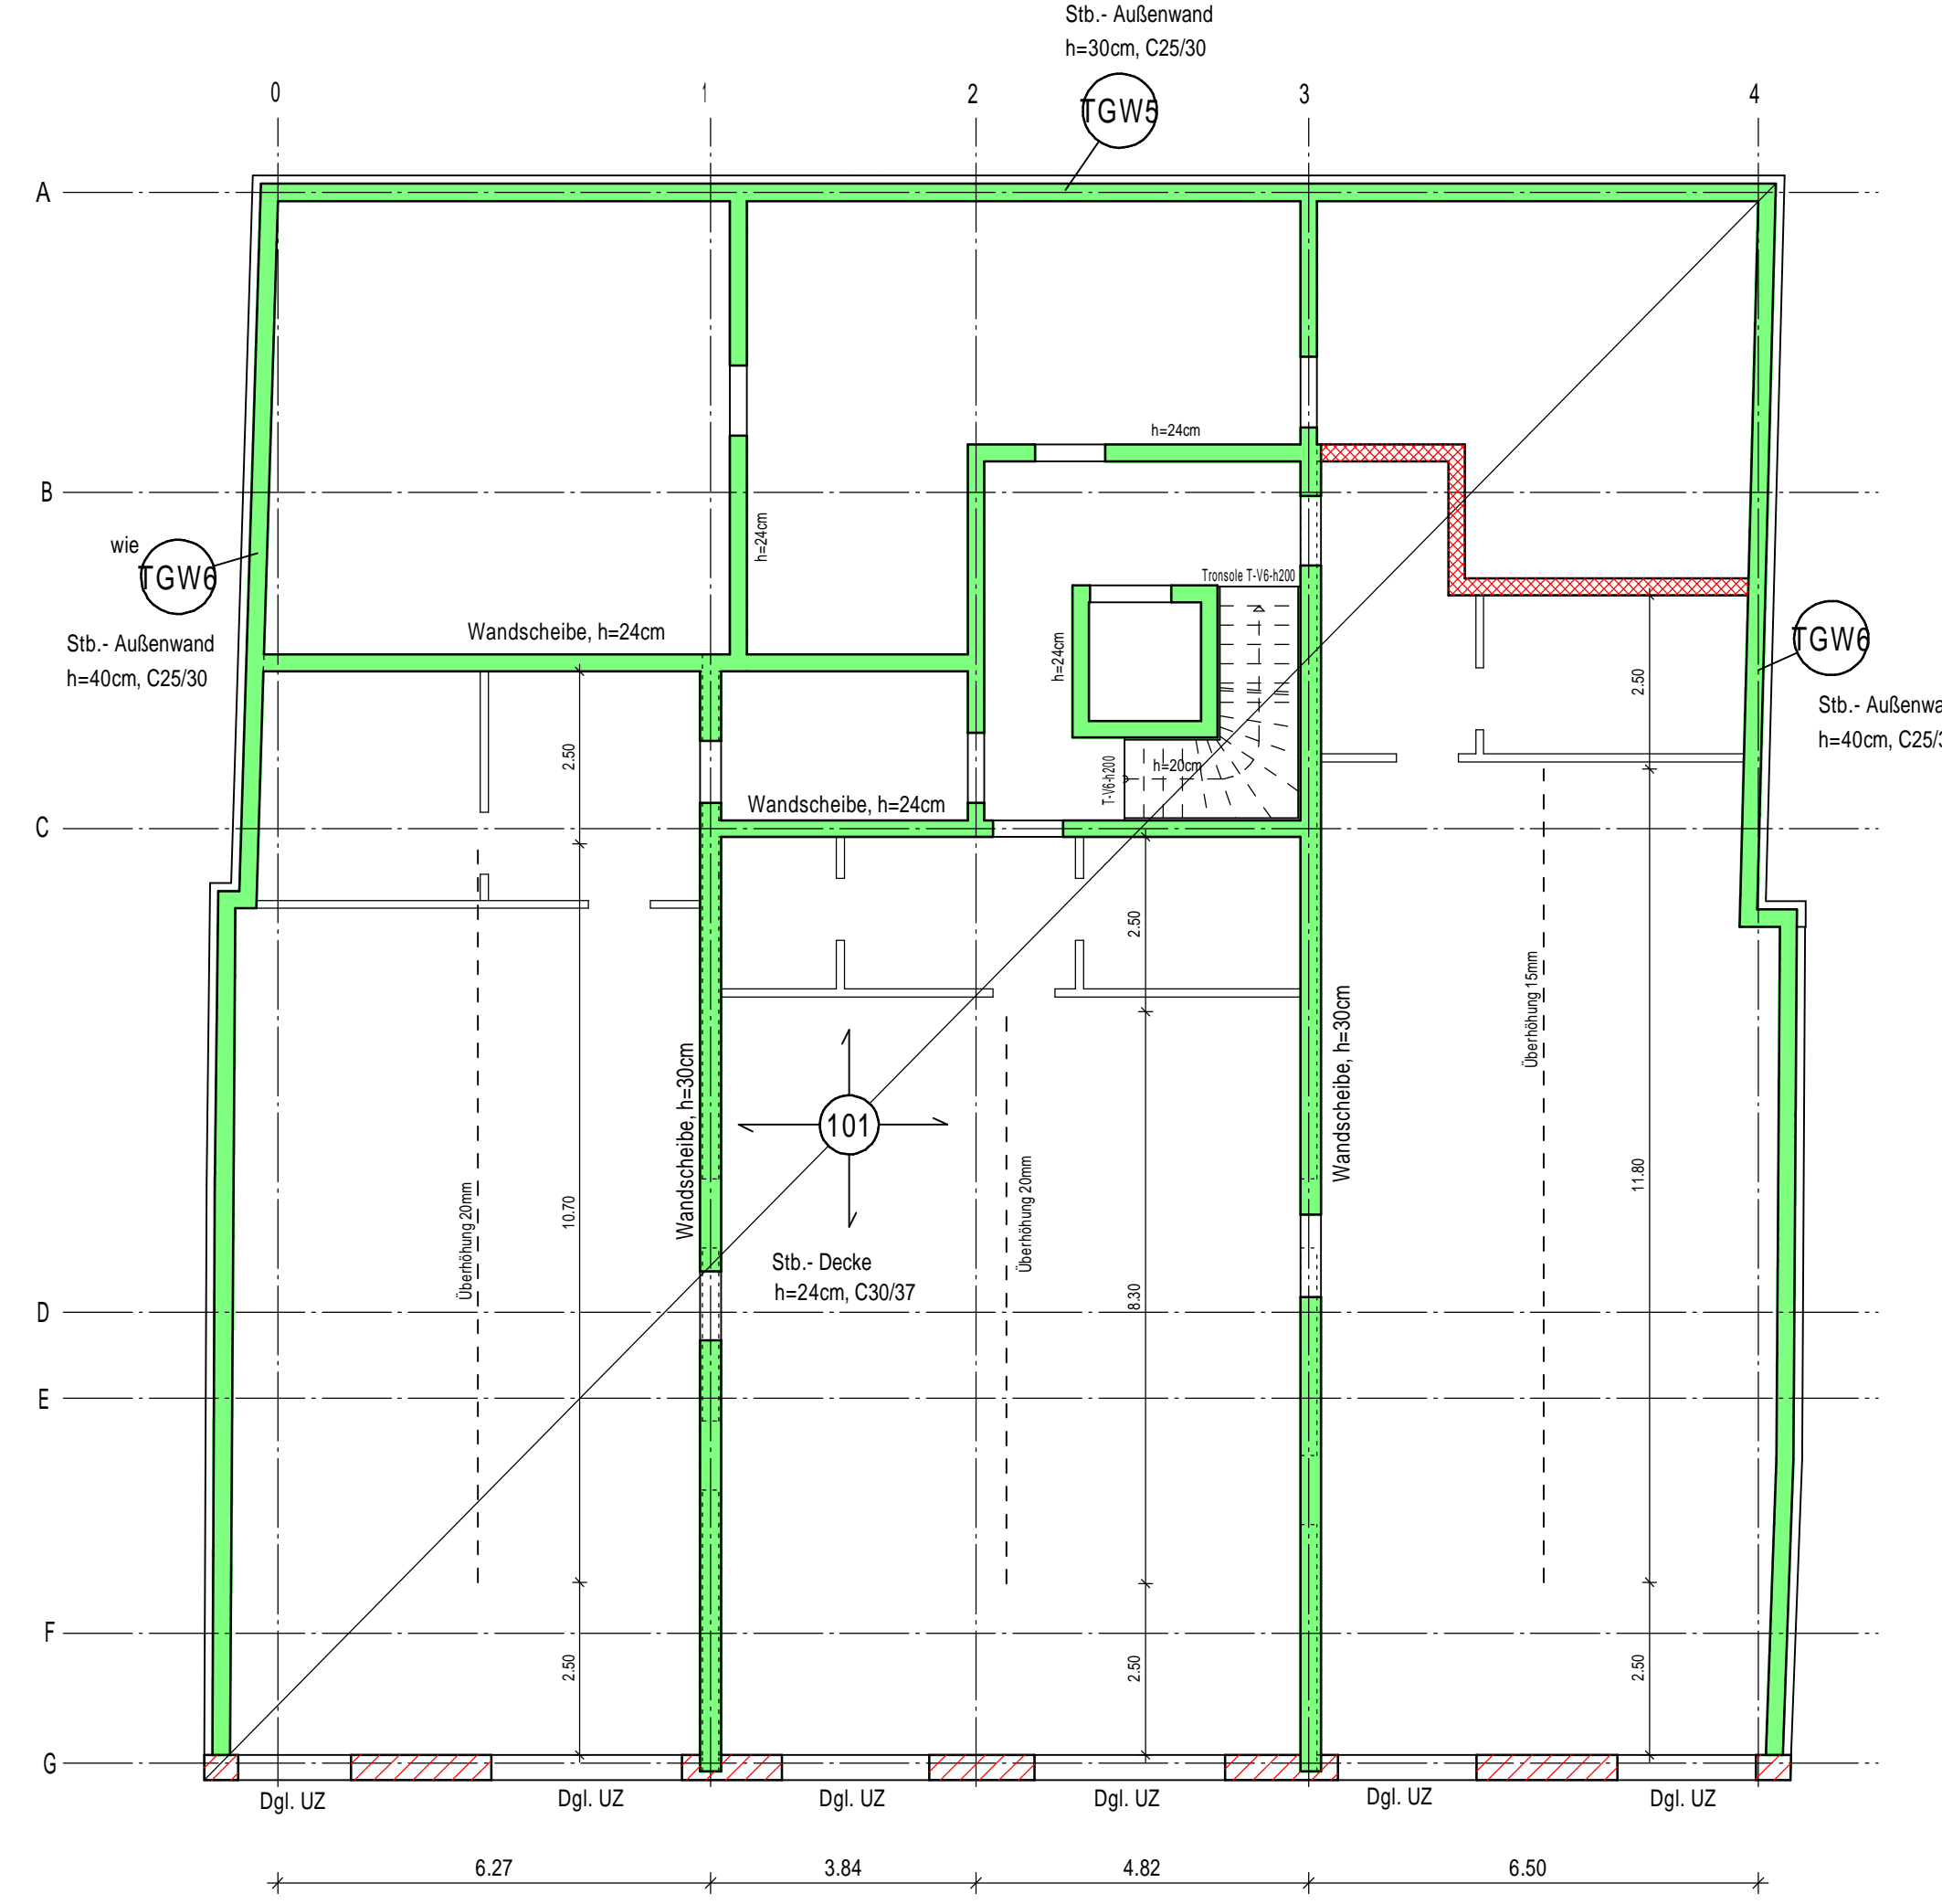 Stb.- Außenwand
h=30cm, C25/30
TGW5
0
1
2
3
4
A
B
h=24cm
h=24cm
wie
TGW6
Stb.- Außenwand
h=40cm, C25/30
Wandscheibe, h=24cm
Tronsole T-V6-h200
h=24cm
TGW6
Stb.- Außenwa
h=40cm, C25/3
2.50
2.50
T-V6-h200
h=20cm
Wandscheibe, h=24cm
C
2.50
Überhöhung 15mm
Wandscheibe, h=30cm
Wandscheibe, h=30cm
101
Überhöhung 20mm
10.70
Überhöhung 20mm
11.80
Stb.- Decke
h=24cm, C30/37
8.30
D
E
F
2.50
2.50
2.50
G
Dgl. UZ
Dgl. UZ
Dgl. UZ
Dgl. UZ
Dgl. UZ
Dgl. UZ
6.27
3.84
4.82
6.50